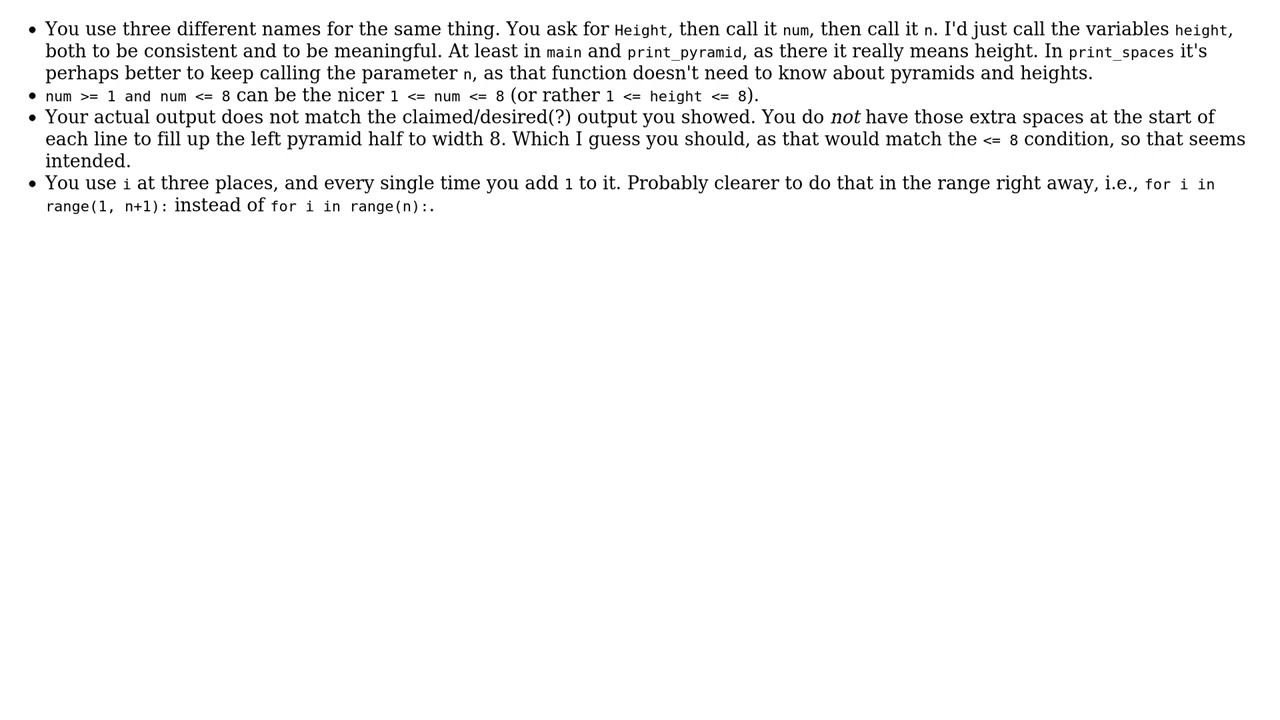 • You use three different names for the same thing. You ask for Height, then call it num, then call it n. I'd just call the variables height,
both to be consistent and to be meaningful. At least in main and print_pyramid, as there it really means height. In print_spaces it's
perhaps better to keep calling the parameter n, as that function doesn't need to know about pyramids and heights.
• num >= 1 and num <= 8 can be the nicer 1 <= num <= 8 (or rather 1 <= height <= 8).
• Your actual output does not match the claimed/desired(?) output you showed. You do not have those extra spaces at the start of
each line to fill up the left pyramid half to width 8. Which I guess you should, as that would match the <= 8 condition, so that seems
intended.
• You use i at three places, and every single time you add 1 to it. Probably clearer to do that in the range right away, i.e., for i in
range(1, n+1): instead of for i in range(n):.